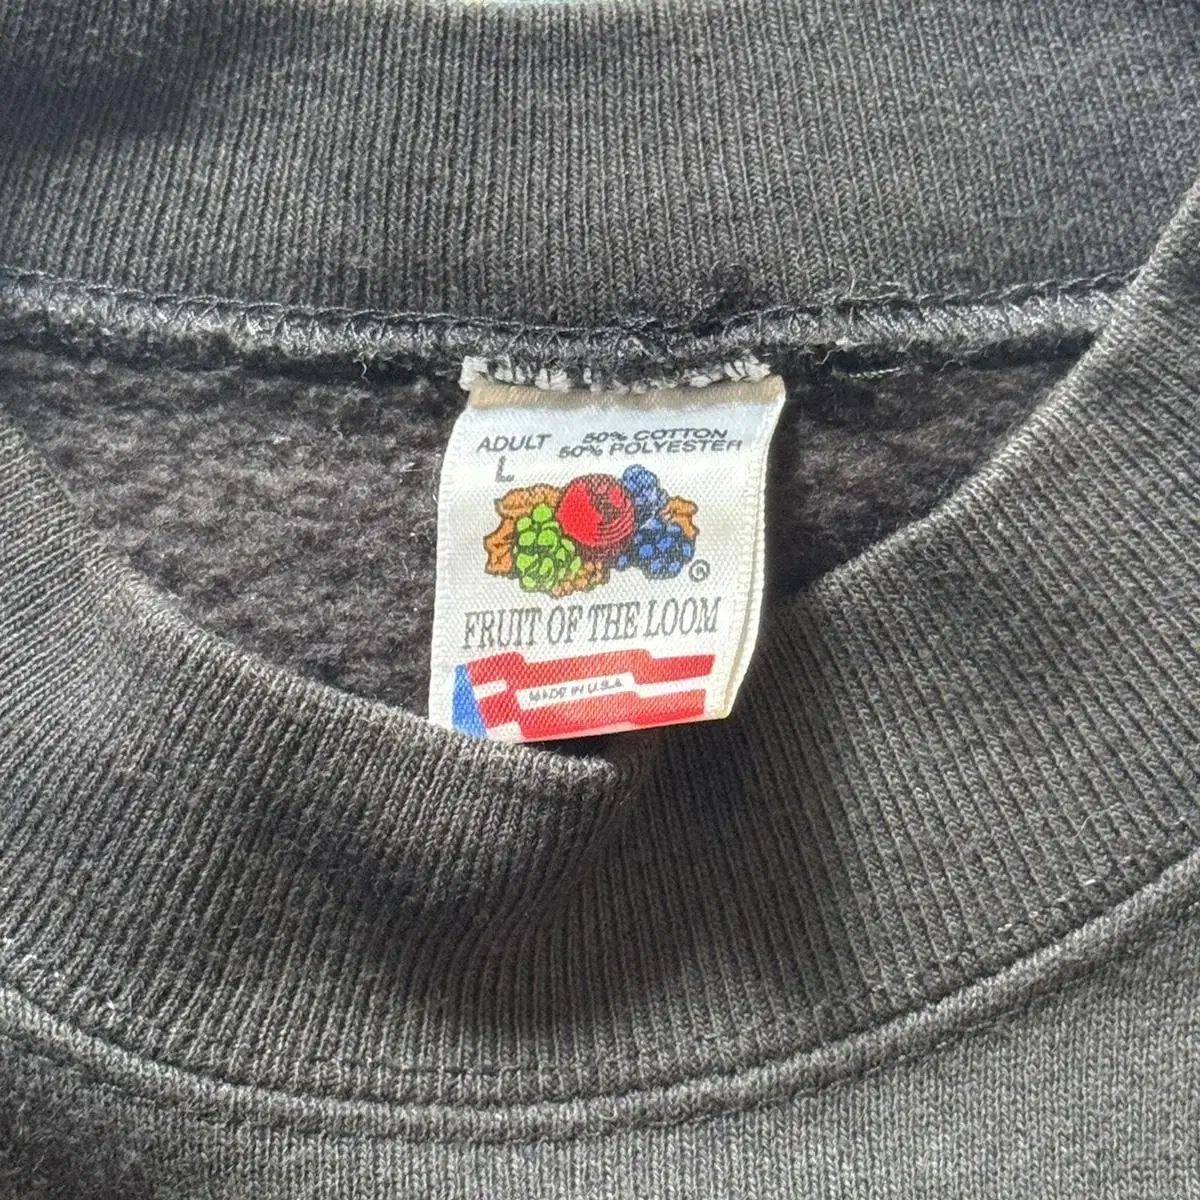 ADULT
L
50% COTTON
50% POLYESTER
®
FRUIT OF THE LOOM
MADE IN U.S.A.